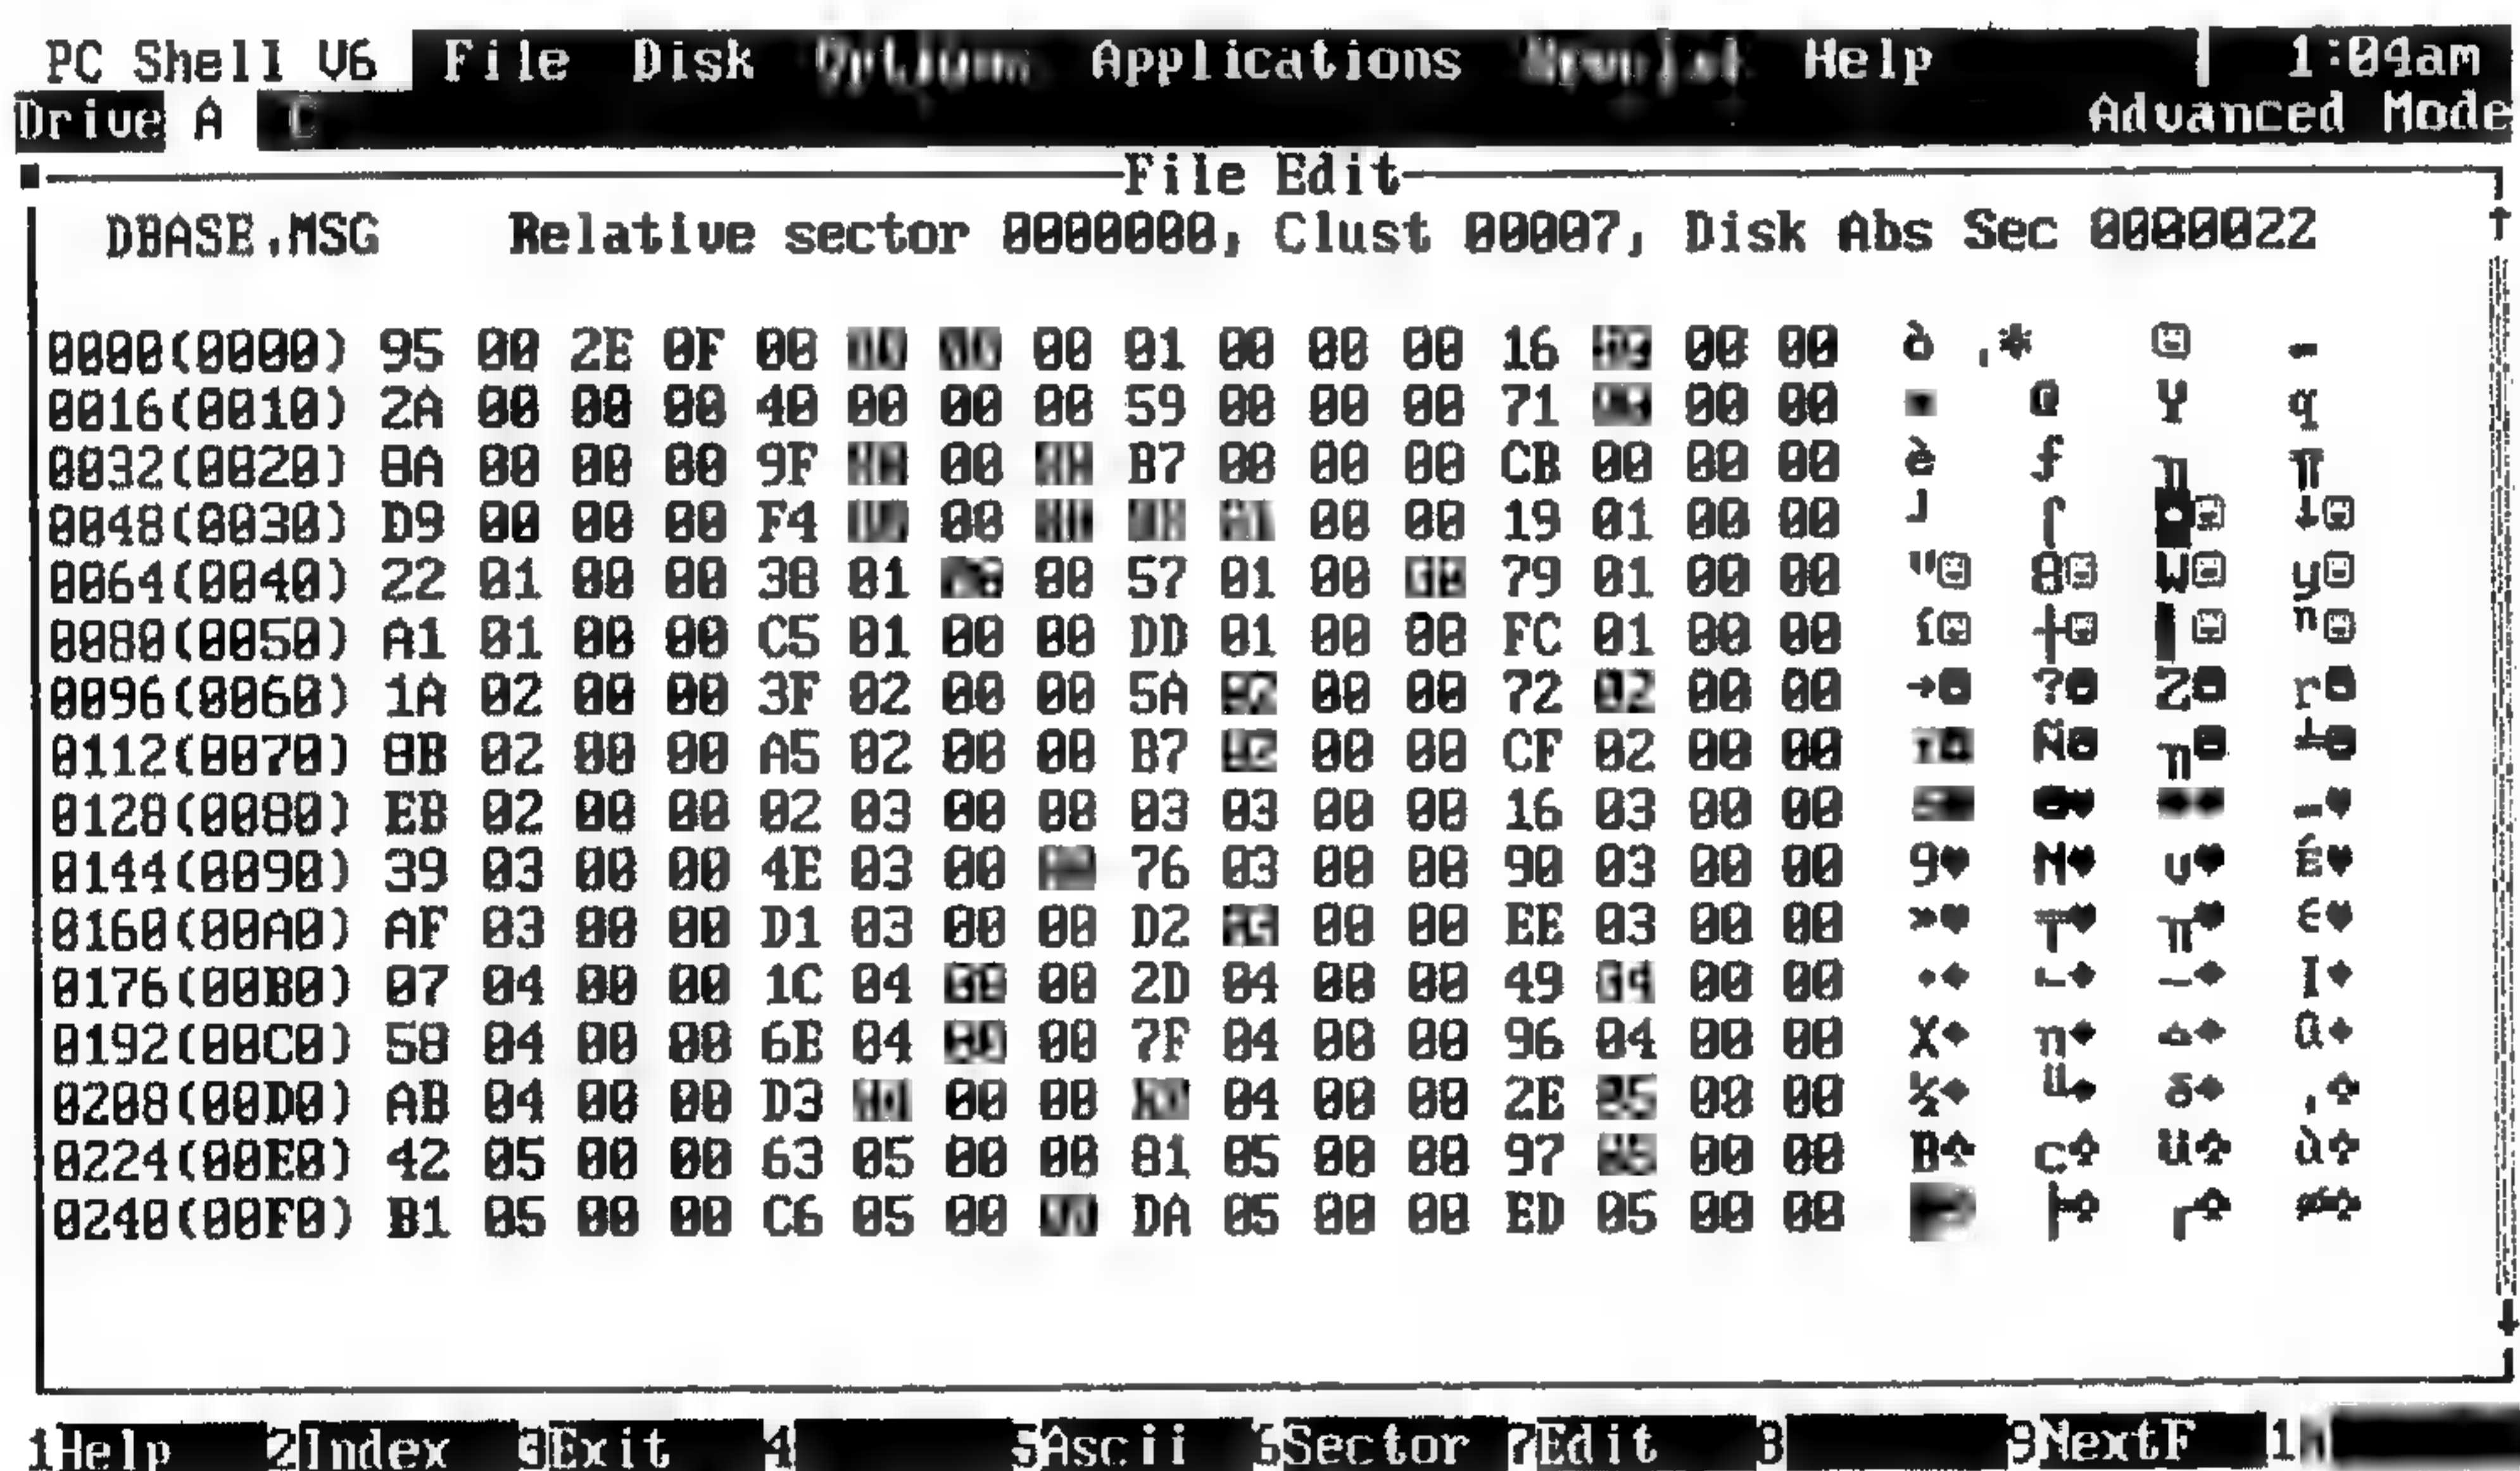 PC Shell V6 File Disk Applications Help 1:04am
Drive A C Advanced Mode
File Edit
DBASE.MSG Relative sector 0000000, Clust 00007, Disk Abs Sec 0000022
0000(0000) 95 00 2E 0F 00 00 00 00 01 00 00 00 16 00 00 ò .* ☺ ▬
0016(0010) 2A 00 00 00 40 00 00 00 59 00 00 00 71 00 00 @ Y q
0032(0020) 8A 00 00 00 9F 00 B7 00 00 00 CB 00 00 00 è ƒ ╖ ╦
0048(0030) D9 00 00 00 F4 00 00 00 19 01 00 00 ┘ ⌠ ◘☺ ↓☺
0064(0040) 22 01 00 00 38 01 00 57 01 00 79 01 00 00 "☺ 8☺ W☺ y☺
0080(0050) A1 01 00 00 C5 01 00 00 DD 01 00 00 FC 01 00 00 í☺ ┼☺ ▌☺ ⁿ☺
0096(0060) 1A 02 00 00 3F 02 00 00 5A 02 00 00 72 02 00 00 →☻ ?☻ Z☻ r☻
0112(0070) 8B 02 00 00 A5 02 00 00 B7 02 00 00 CF 02 00 00 Ñ☻ ╖☻ ╧☻
0128(0080) EB 02 00 00 02 03 00 00 03 03 00 00 16 03 00 00 ☻♥ ♥♥ ▬♥
0144(0090) 39 03 00 00 4E 03 00 76 03 00 00 90 03 00 00 9♥ N♥ v♥ É♥
0160(00A0) AF 03 00 00 D1 03 00 00 D2 03 00 00 EE 03 00 00 »♥ ╤♥ ╥♥ ε♥
0176(00B0) 07 04 00 00 1C 04 00 00 2D 04 00 00 49 04 00 00 •♦ ∟♦ -♦ I♦
0192(00C0) 58 04 00 00 6E 04 00 00 7F 04 00 00 96 04 00 00 X♦ n♦ ⌂♦ û♦
0208(00D0) AB 04 00 00 D3 00 00 04 00 00 2E 05 00 00 ½♦ ╙♦ δ♦ .♣
0224(00E0) 42 05 00 00 63 05 00 00 81 05 00 00 97 05 00 00 B♣ c♣ ü♣ ù♣
0240(00F0) B1 05 00 00 C6 05 00 DA 05 00 00 ED 05 00 00 ╞♣ ┌♣ φ♣
1Help 2Index 3Exit 4 5Ascii 6Sector 7Edit 8 9NextF